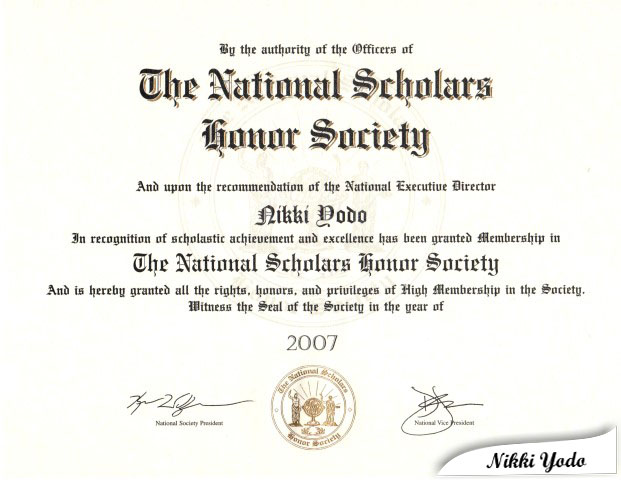 By the authority of the Officers of
The National Scholars
Honor Society
And upon the recommendation of the National Executive Director
Nikki Yodo
In recognition of scholastic achievement and excellence has been granted Membership in
The National Scholars Honor Society
And is hereby granted all the rights, honors, and privileges of High Membership in the Society.
Witness the Seal of the Society in the year of
2007
The National Scholars
Honor Society
National Society President
National Vice President
Nikki Yodo